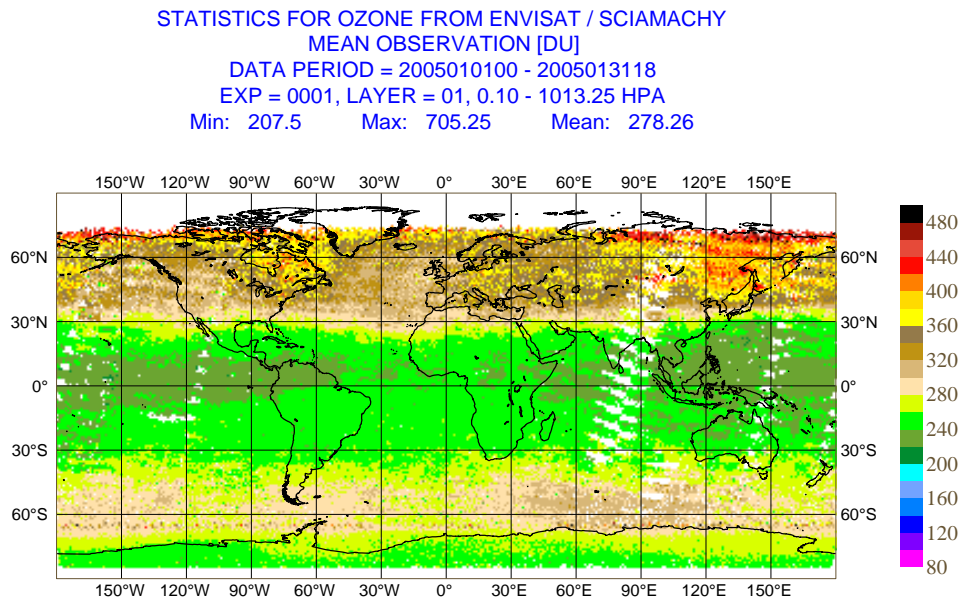 STATISTICS FOR OZONE FROM ENVISAT / SCIAMACHY
MEAN OBSERVATION [DU]
DATA PERIOD = 2005010100 - 2005013118
EXP = 0001, LAYER = 01, 0.10 - 1013.25 HPA
Min: 207.5 Max: 705.25 Mean: 278.26
150°W 120°W 90°W 60°W 30°W 0° 30°E 60°E 90°E 120°E 150°E
60°N 60°N
30°N 30°N
0° 0°
30°S 30°S
60°S 60°S
150°W 120°W 90°W 60°W 30°W 0° 30°E 60°E 90°E 120°E 150°E
480
440
400
360
320
280
240
200
160
120
80